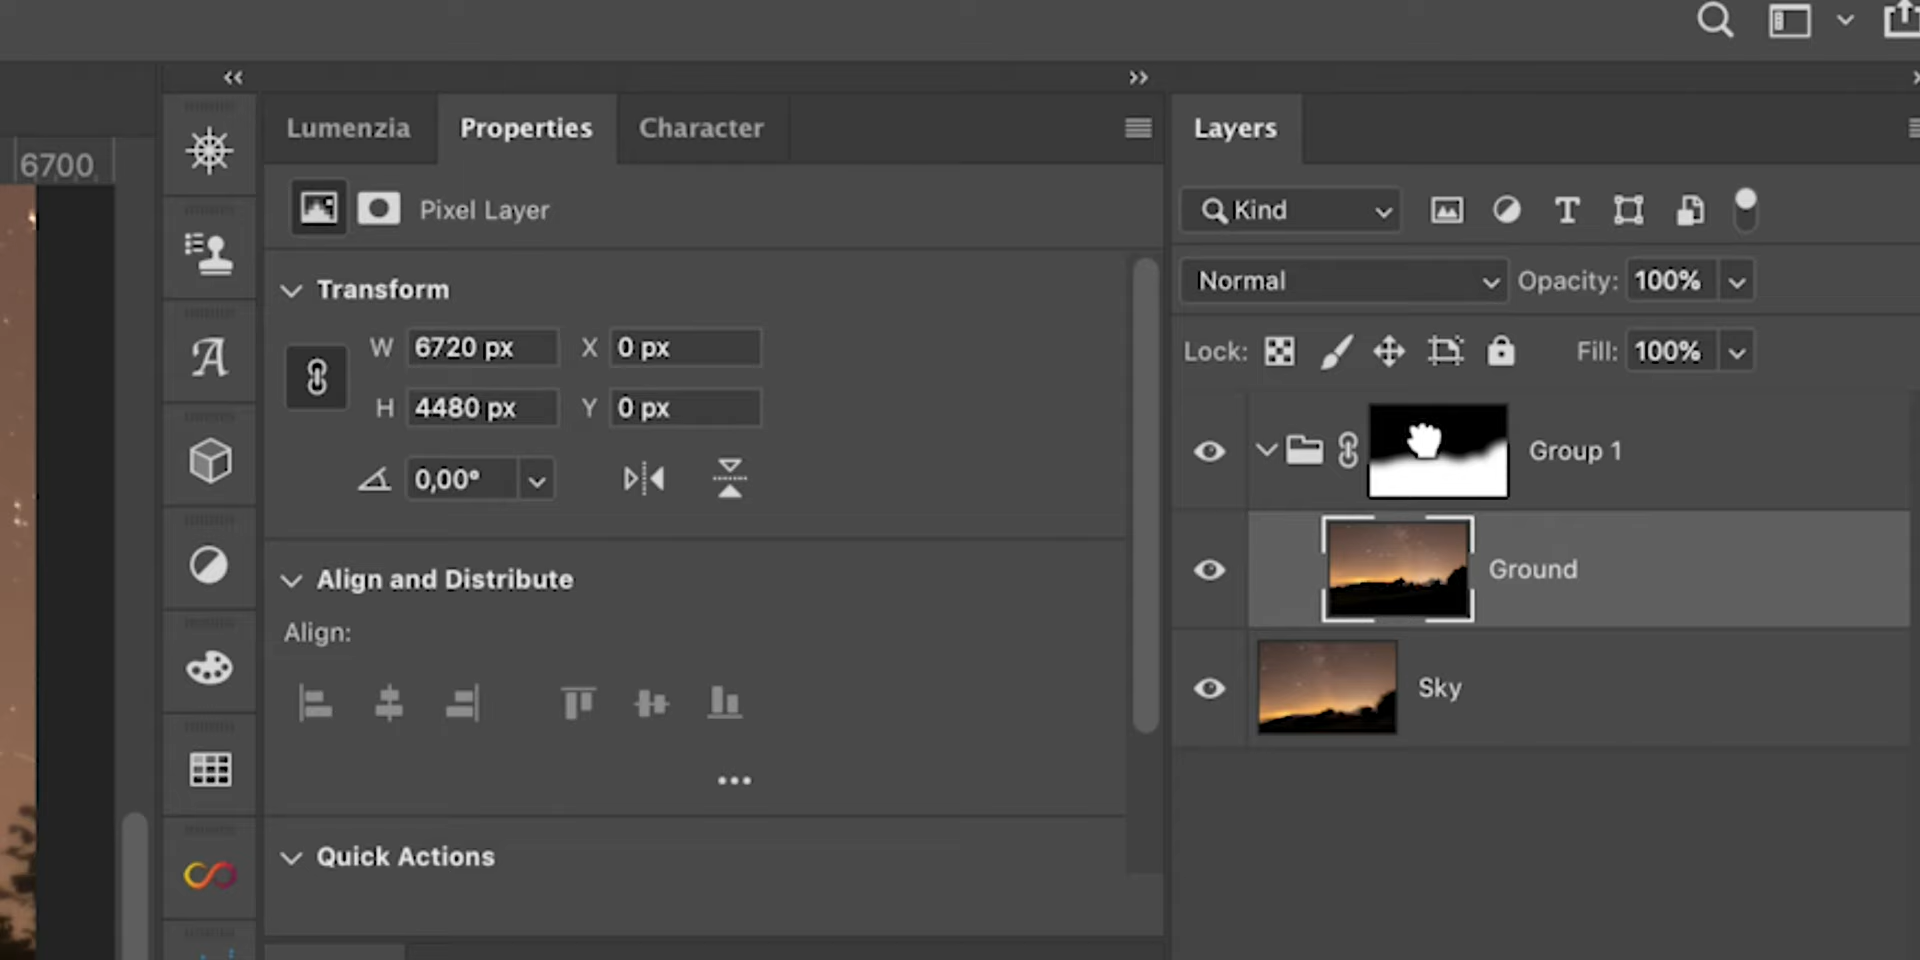 6700
Lumenzia Properties Character
Pixel Layer
Transform
W 6720 px X 0 px
H 4480 px Y 0 px
0,00°
Align and Distribute
Align:
Quick Actions
Layers
Kind
Normal Opacity: 100%
Lock: Fill: 100%
Group 1
Ground
Sky